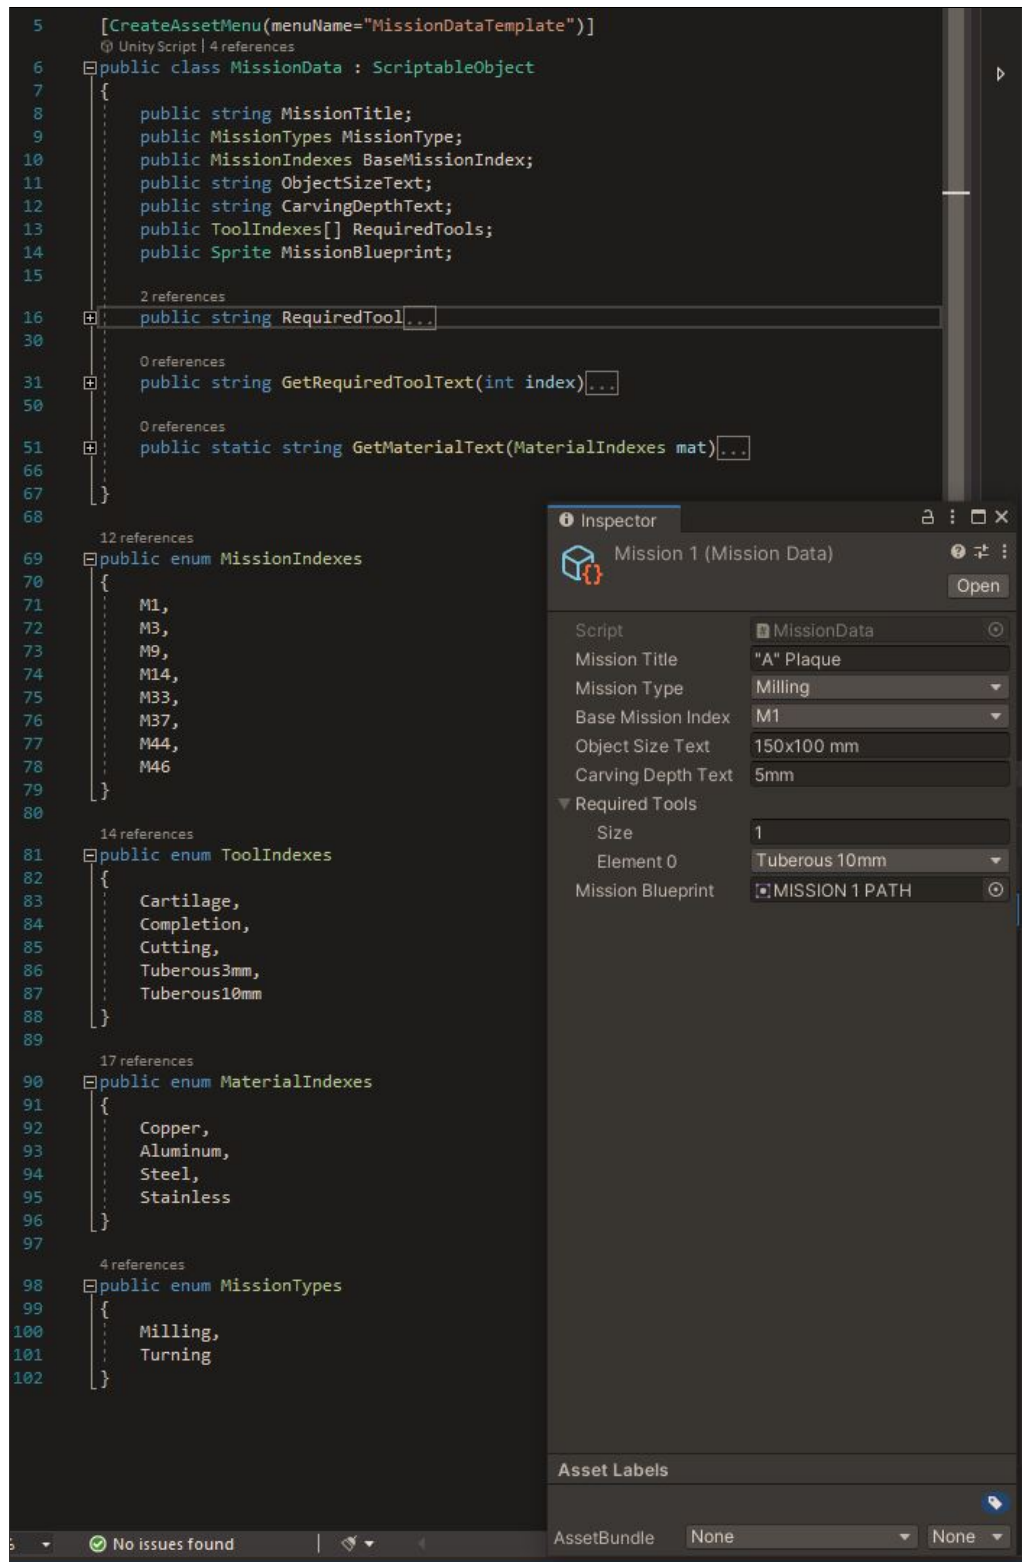 5 [CreateAssetMenu(menuName="MissionDataTemplate")]
Unity Script | 4 references
6 public class MissionData : ScriptableObject
7 {
8 public string MissionTitle;
9 public MissionTypes MissionType;
10 public MissionIndexes BaseMissionIndex;
11 public string ObjectSizeText;
12 public string CarvingDepthText;
13 public ToolIndexes[] RequiredTools;
14 public Sprite MissionBlueprint;
15
2 references
16 public string RequiredTool...
30
0 references
31 public string GetRequiredToolText(int index)...
50
0 references
51 public static string GetMaterialText(MaterialIndexes mat)...
66
67 }
68
12 references
69 public enum MissionIndexes
70 {
71 M1,
72 M3,
73 M9,
74 M14,
75 M33,
76 M37,
77 M44,
78 M46
79 }
80
14 references
81 public enum ToolIndexes
82 {
83 Cartilage,
84 Completion,
85 Cutting,
86 Tuberous3mm,
87 Tuberous10mm
88 }
89
17 references
90 public enum MaterialIndexes
91 {
92 Copper,
93 Aluminum,
94 Steel,
95 Stainless
96 }
97
4 references
98 public enum MissionTypes
99 {
100 Milling,
101 Turning
102 }
No issues found
Inspector
Mission 1 (Mission Data)
Open
Script MissionData
Mission Title "A" Plaque
Mission Type Milling
Base Mission Index M1
Object Size Text 150x100 mm
Carving Depth Text 5mm
Required Tools
Size 1
Element 0 Tuberous 10mm
Mission Blueprint MISSION 1 PATH
Asset Labels
AssetBundle None None